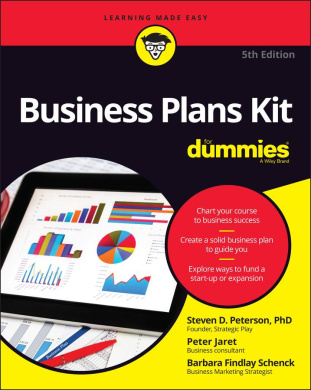 LEARNING MADE EASY
5th Edition
Business Plans Kit
for
dummies®
A Wiley Brand
Chart your course
to business success
Create a solid business plan
to guide you
Explore ways to fund a
start-up or expansion
Steven D. Peterson, PhD
Founder, Strategic Play
Peter Jaret
Business consultant
Barbara Findlay Schenck
Business Marketing Strategist